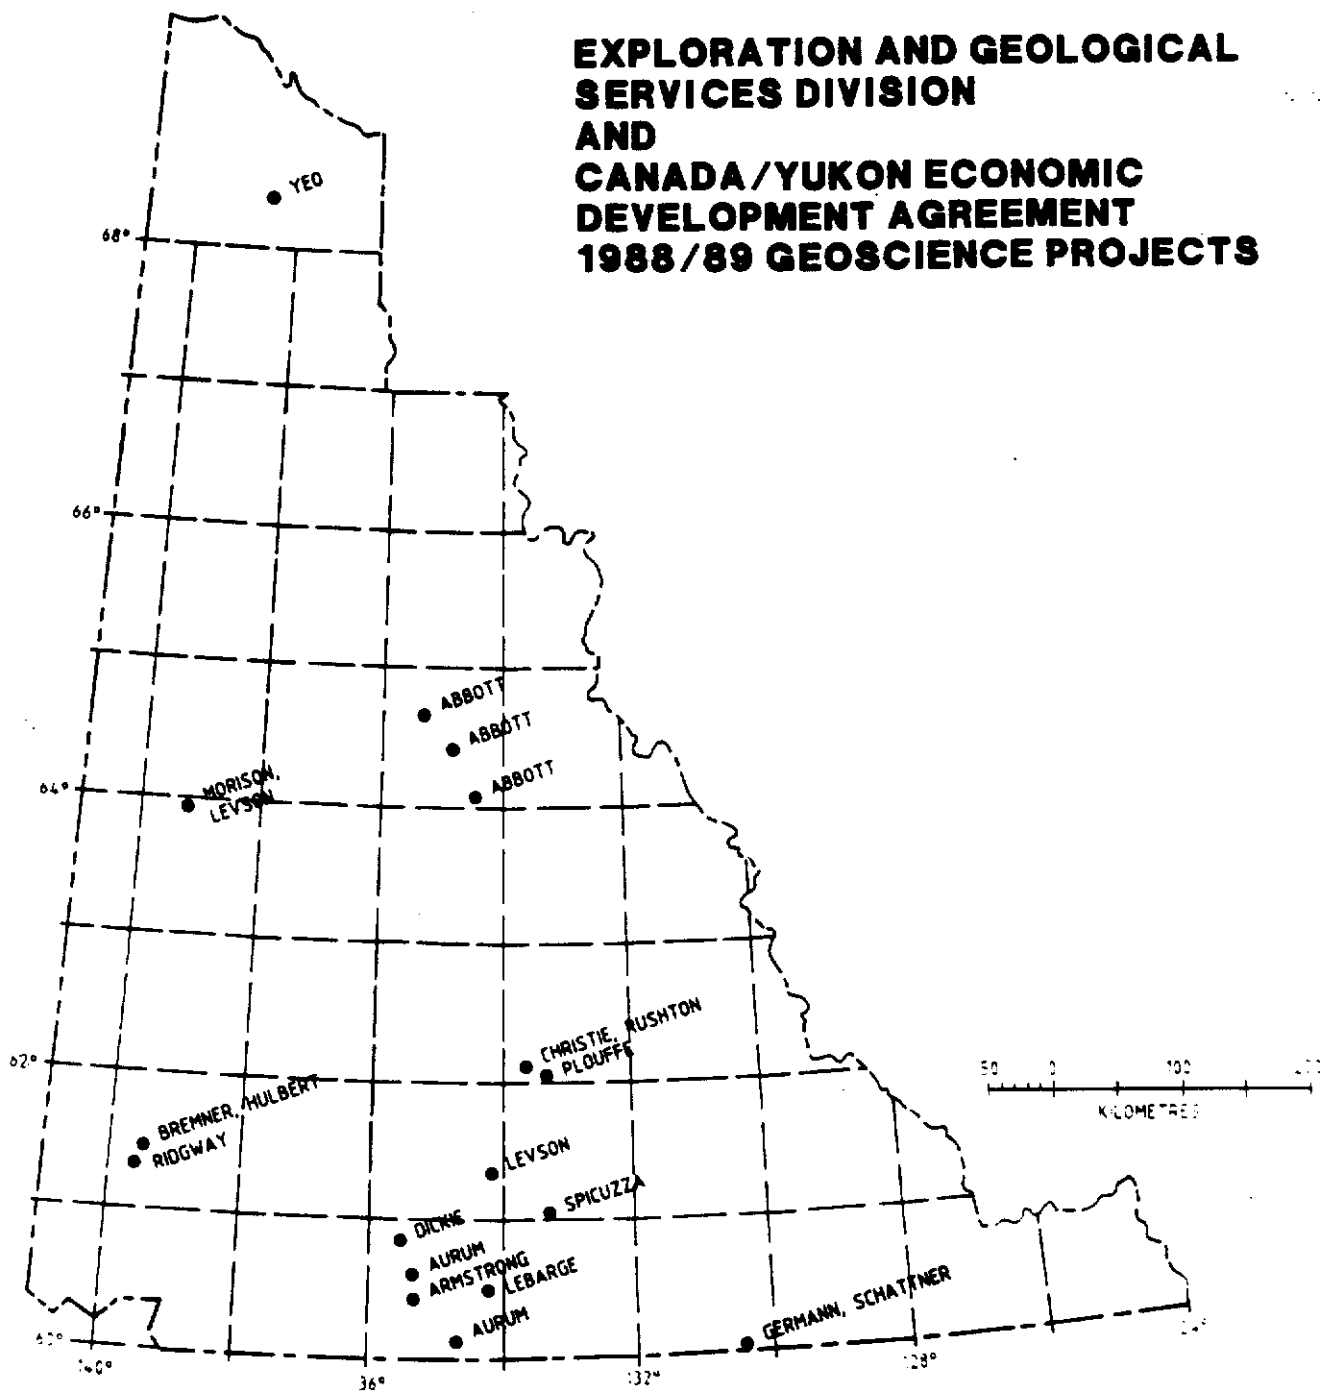 EXPLORATION AND GEOLOGICAL
SERVICES DIVISION
AND
CANADA/YUKON ECONOMIC
DEVELOPMENT AGREEMENT
1988/89 GEOSCIENCE PROJECTS
YEO
68°
66°
ABBOTT
ABBOTT
ABBOTT
64°
MORISON,
LEVSON
CHRISTIE, RUSHTON
PLOUFFE
62°
50 0 100
KILOMETRES
BREMNER, HULBERT
RIDGWAY
LEVSON
SPICUZZA
DICKIE
AURUM
ARMSTRONG
LEBARGE
AURUM
GERMANN, SCHATTNER
60°
140°
136°
132°
128°